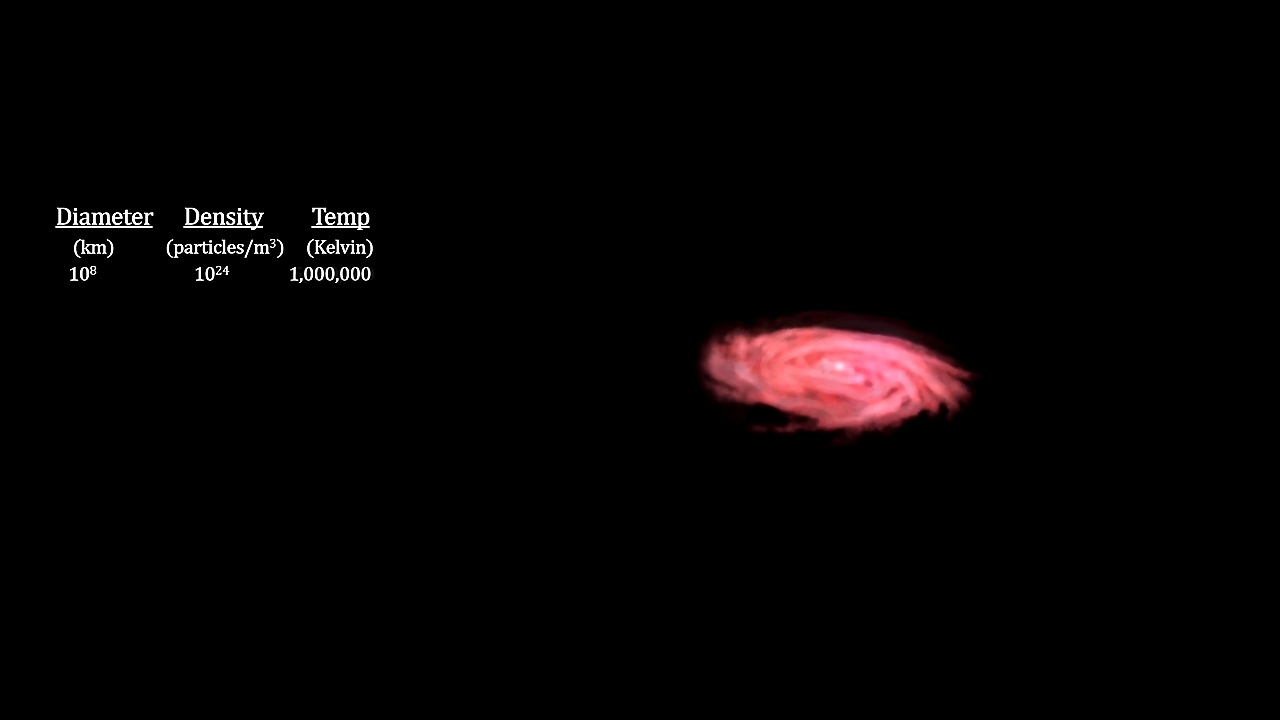 Diameter Density Temp
(km) (particles/m³) (Kelvin)
10⁸ 10²⁴ 1,000,000